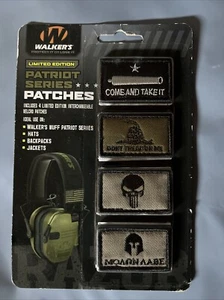 WALKER'S
LIMITED EDITION
PATRIOT
SERIES
PATCHES
INCLUDES 4 LIMITED EDITION INTERCHANGEABLE
VELCRO PATCHES
IDEAL USE ON:
• WALKER'S MUFF PATRIOT SERIES
• HATS
• BACKPACKS
• JACKETS
COME AND TAKE IT
DONT TREAD ON ME
ΜΟΛΩΝ ΛΑΒΕ
RAZOR